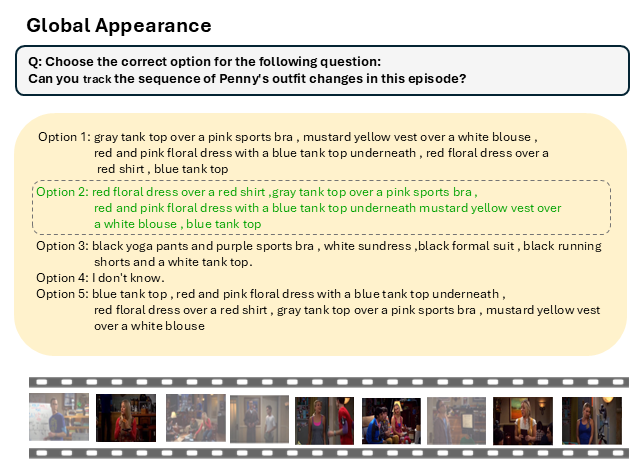 Global Appearance
Q: Choose the correct option for the following question:
Can you track the sequence of Penny's outfit changes in this episode?
Option 1: gray tank top over a pink sports bra , mustard yellow vest over a white blouse ,
red and pink floral dress with a blue tank top underneath , red floral dress over a
red shirt , blue tank top
Option 2: red floral dress over a red shirt ,gray tank top over a pink sports bra ,
red and pink floral dress with a blue tank top underneath mustard yellow vest over
a white blouse , blue tank top
Option 3: black yoga pants and purple sports bra , white sundress ,black formal suit , black running
shorts and a white tank top.
Option 4: I don't know.
Option 5: blue tank top , red and pink floral dress with a blue tank top underneath ,
red floral dress over a red shirt , gray tank top over a pink sports bra , mustard yellow vest
over a white blouse